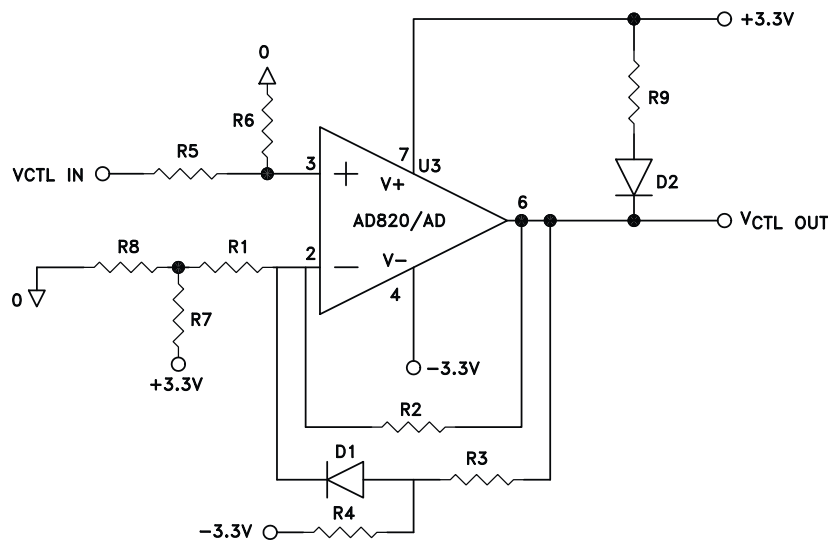 +3.3V
0
R9
R6
R5
3
7
U3
VCTL IN
+
V+
D2
6
AD820/AD
VCTL OUT
R8
R1
2
−
V−
0
R7
4
+3.3V
−3.3V
R2
D1
R3
R4
−3.3V